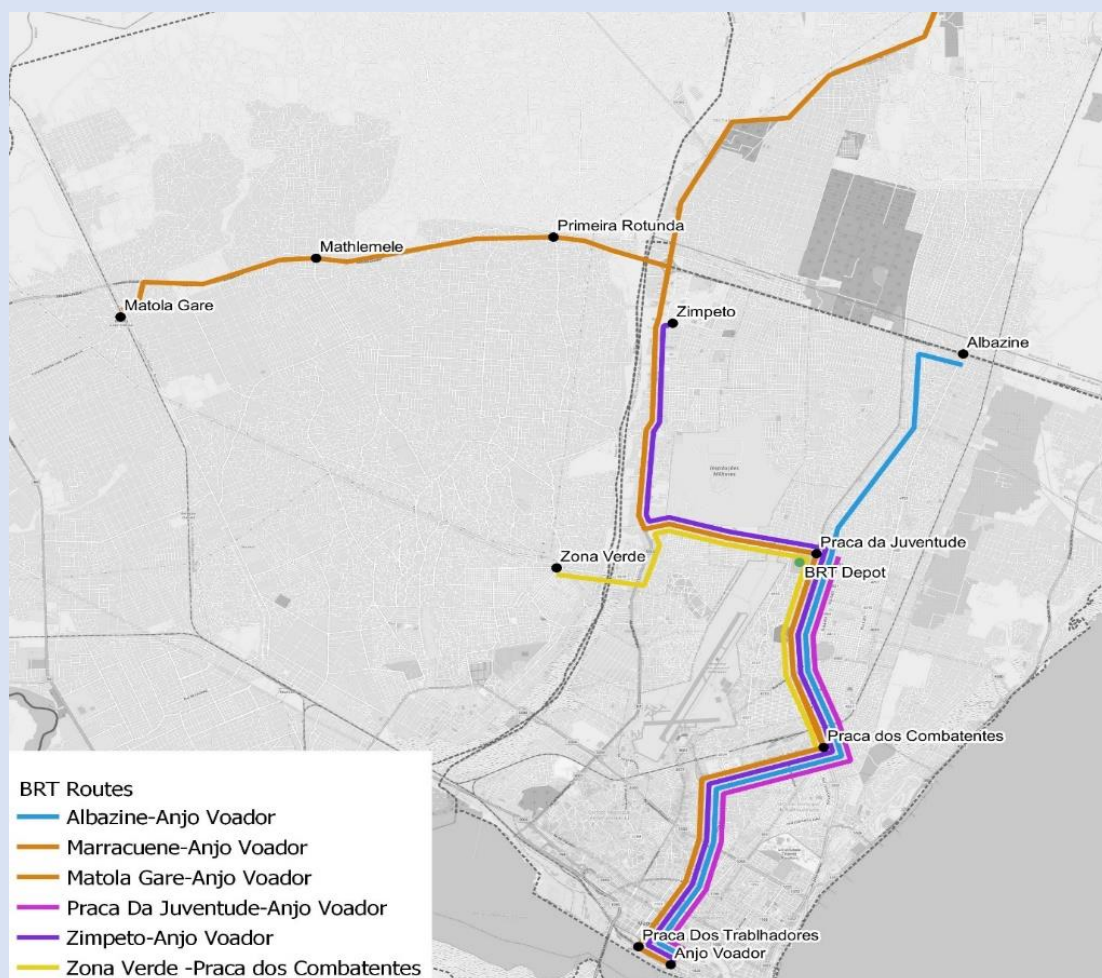 Primeira Rotunda
Mathlemele
Matola Gare
Zimpeto
Albazine
Zona Verde
Praca da Juventude
BRT Depot
Praca dos Combatentes
Praca Dos Trablhadores
Anjo Voador
BRT Routes
Albazine-Anjo Voador
Marracuene-Anjo Voador
Matola Gare-Anjo Voador
Praca Da Juventude-Anjo Voador
Zimpeto-Anjo Voador
Zona Verde -Praca dos Combatentes